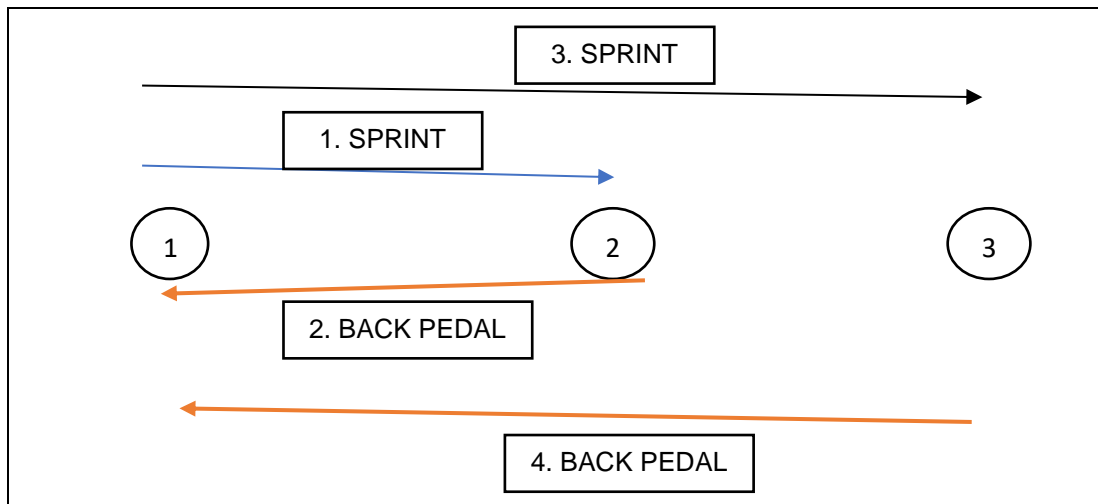 3. SPRINT
1. SPRINT
1
2
3
2. BACK PEDAL
4. BACK PEDAL